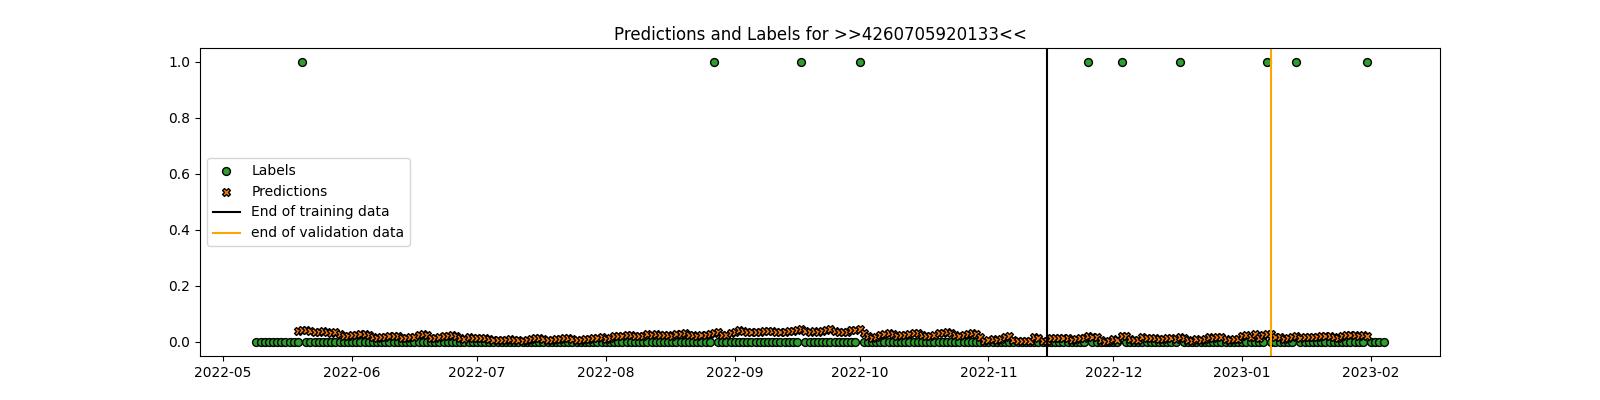 Predictions and Labels for >>4260705920133<<
1.0
0.8
0.6
0.4
0.2
0.0
Labels
Predictions
End of training data
end of validation data
2022-05 2022-06 2022-07 2022-08 2022-09 2022-10 2022-11 2022-12 2023-01 2023-02